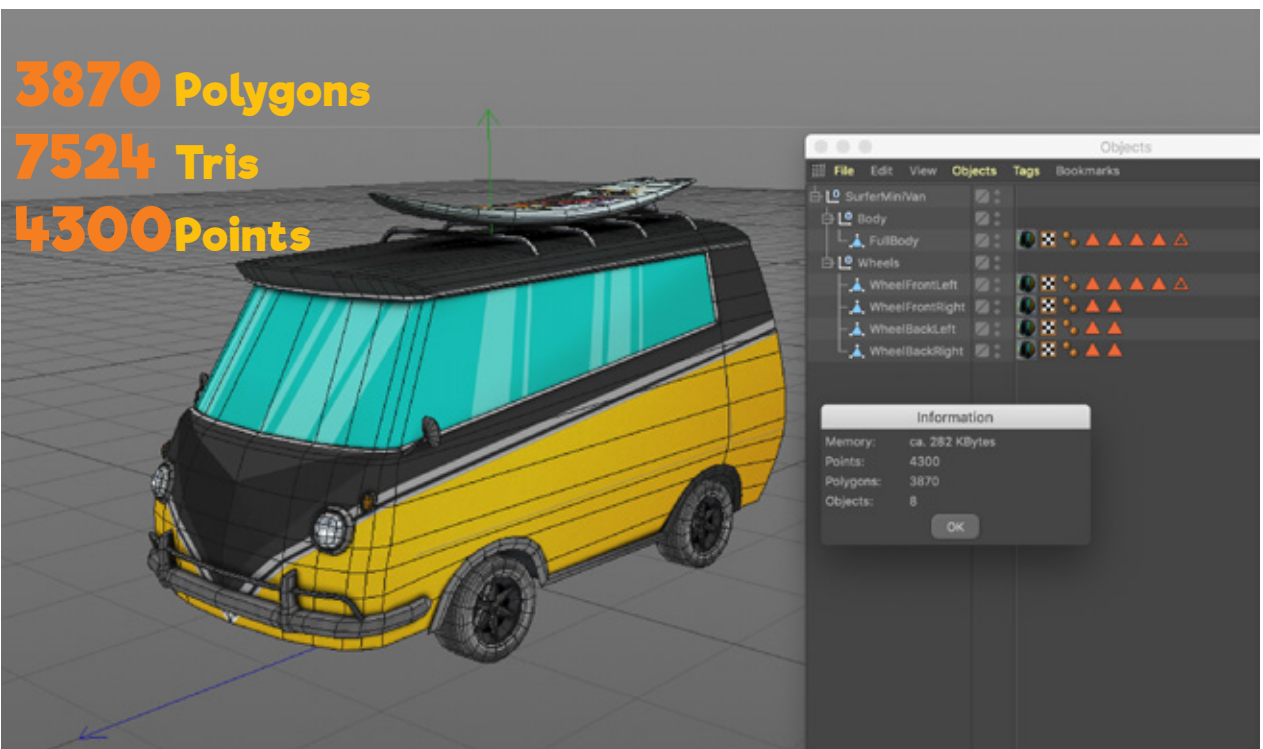 3870 Polygons
7524 Tris
4300 Points
Objects
File Edit View Objects Tags Bookmarks
SurferMiniVan
Body
FullBody
Wheels
WheelFrontLeft
WheelFrontRight
WheelBackLeft
WheelBackRight
Information
Memory: ca. 282 KBytes
Points: 4300
Polygons: 3870
Objects: 8
OK